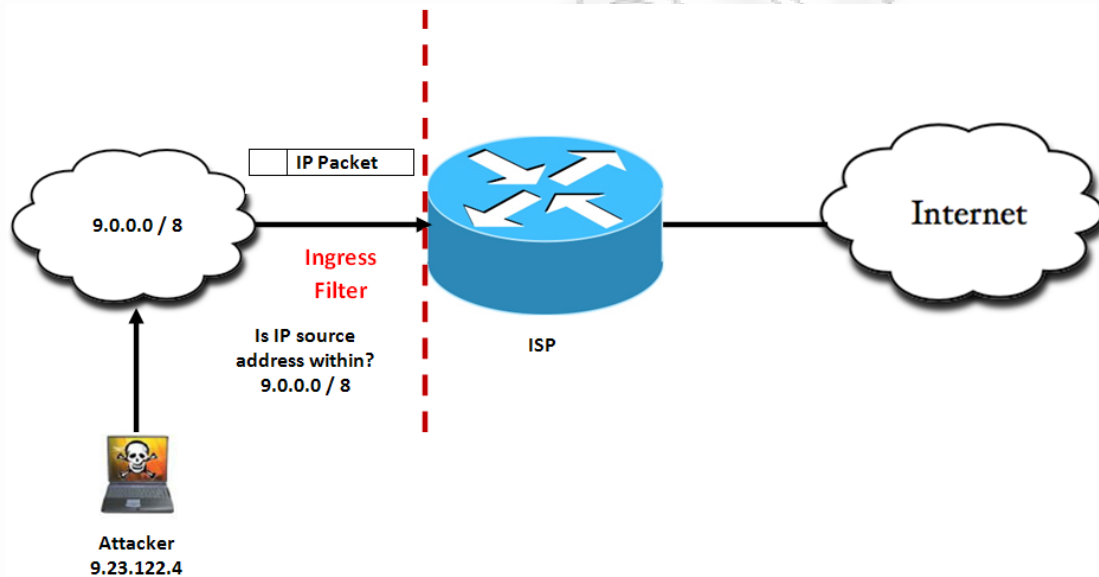 IP Packet
9.0.0.0 / 8
Ingress
Filter
Is IP source
address within?
9.0.0.0 / 8
ISP
Internet
Attacker
9.23.122.4